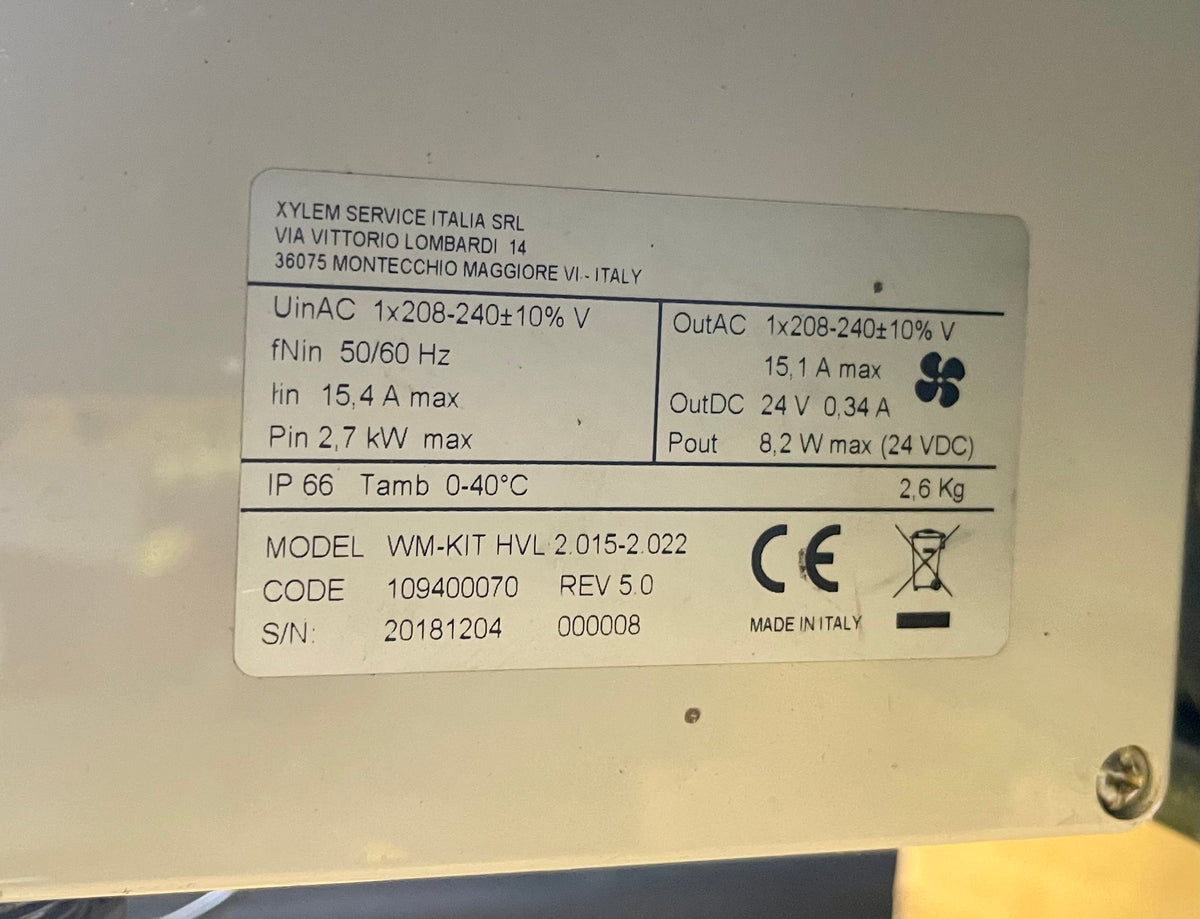 XYLEM SERVICE ITALIA SRL
VIA VITTORIO LOMBARDI 14
36075 MONTECCHIO MAGGIORE VI - ITALY
UinAC 1x208-240±10% V
fNin 50/60 Hz
Iin 15,4 A max
Pin 2,7 kW max
OutAC 1x208-240±10% V
15,1 A max
OutDC 24 V 0,34 A
Pout 8,2 W max (24 VDC)
IP 66 Tamb 0-40°C
2,6 Kg
MODEL WM-KIT HVL 2.015-2.022
CODE 109400070 REV 5.0
S/N: 20181204 000008
CE
MADE IN ITALY